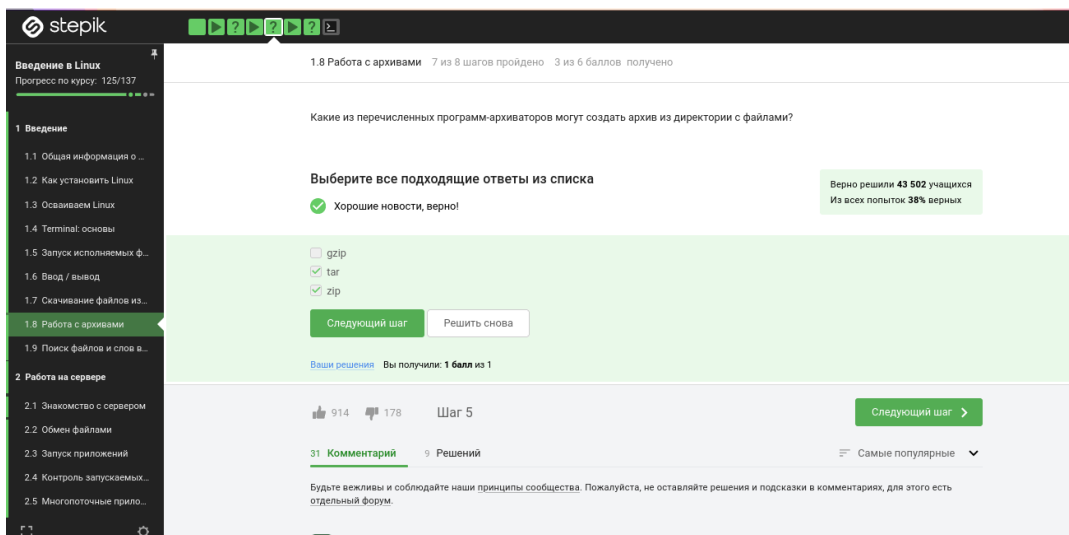 stepik
Введение в Linux
Прогресс по курсу: 125/137
1 Введение
1.1 Общая информация о ...
1.2 Как установить Linux
1.3 Осваиваем Linux
1.4 Terminal: основы
1.5 Запуск исполняемых ф...
1.6 Ввод / вывод
1.7 Скачивание файлов из...
1.8 Работа с архивами
1.9 Поиск файлов и слов в...
2 Работа на сервере
2.1 Знакомство с сервером
2.2 Обмен файлами
2.3 Запуск приложений
2.4 Контроль запускаемых...
2.5 Многопоточные прило...
1.8 Работа с архивами 7 из 8 шагов пройдено 3 из 6 баллов получено
Какие из перечисленных программ-архиваторов могут создать архив из директории с файлами?
Выберите все подходящие ответы из списка
Хорошие новости, верно!
Верно решили 43 502 учащихся
Из всех попыток 38% верных
gzip
tar
zip
Следующий шаг
Решить снова
Ваши решения Вы получили: 1 балл из 1
914 178 Шаг 5
Следующий шаг
31 Комментарий 9 Решений
Самые популярные
Будьте вежливы и соблюдайте наши принципы сообщества. Пожалуйста, не оставляйте решения и подсказки в комментариях, для этого есть
отдельный форум.